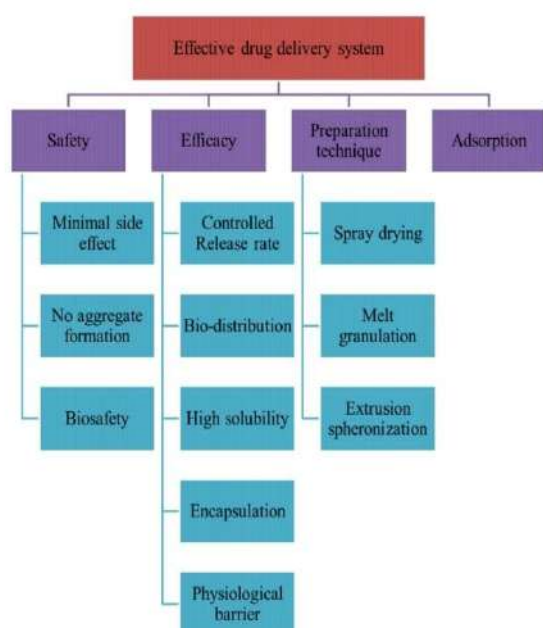 Effective drug delivery system
Safety
Efficacy
Preparation
technique
Adsorption
Minimal side
effect
No aggregate
formation
Biosafety
Controlled
Release rate
Bio-distribution
High solubility
Encapsulation
Physiological
barrier
Spray drying
Melt
granulation
Extrusion
spheronization